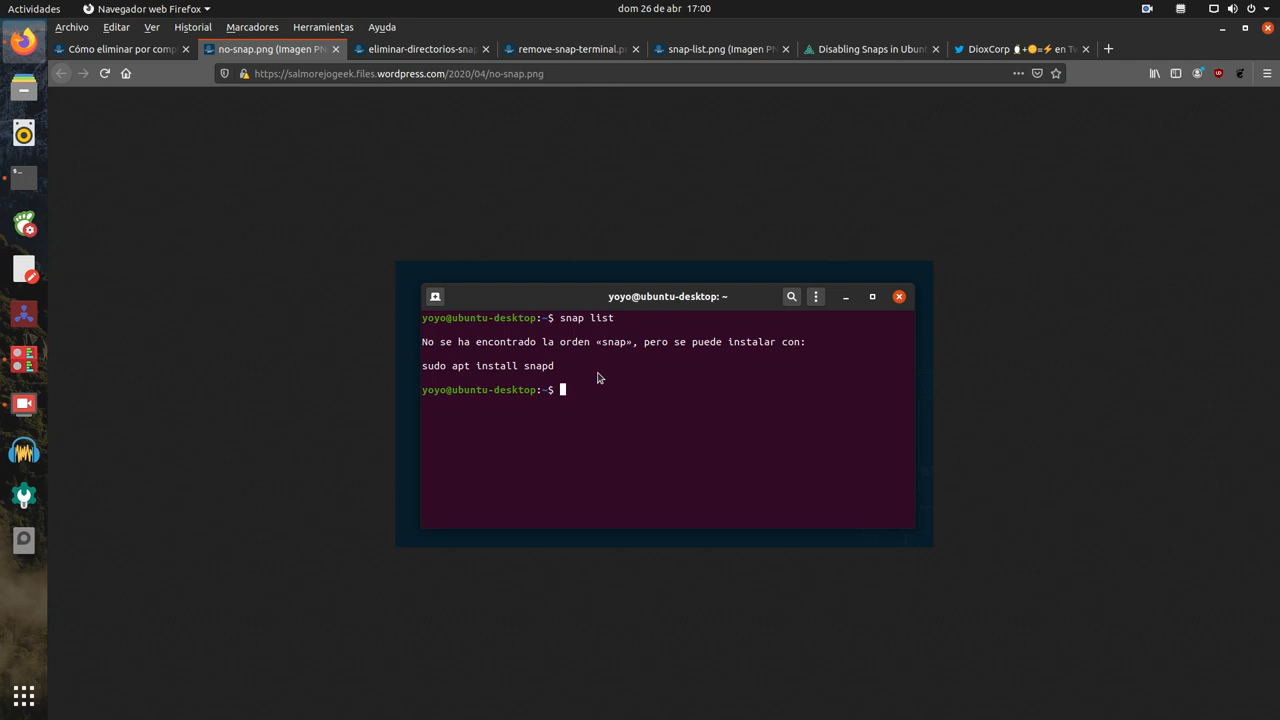 Actividades
Navegador web Firefox
dom 26 de abr 17:00
Archivo Editar Ver Historial Marcadores Herramientas Ayuda
Cómo eliminar por comp
no-snap.png (Imagen PN
eliminar-directorios-snap
remove-snap-terminal.p
snap-list.png (Imagen PN
Disabling Snaps in Ubunt
DioxCorp en Tw
https://salmorejogeek.files.wordpress.com/2020/04/no-snap.png
yoyo@ubuntu-desktop: ~
yoyo@ubuntu-desktop:~$ snap list
No se ha encontrado la orden «snap», pero se puede instalar con:
sudo apt install snapd
yoyo@ubuntu-desktop:~$